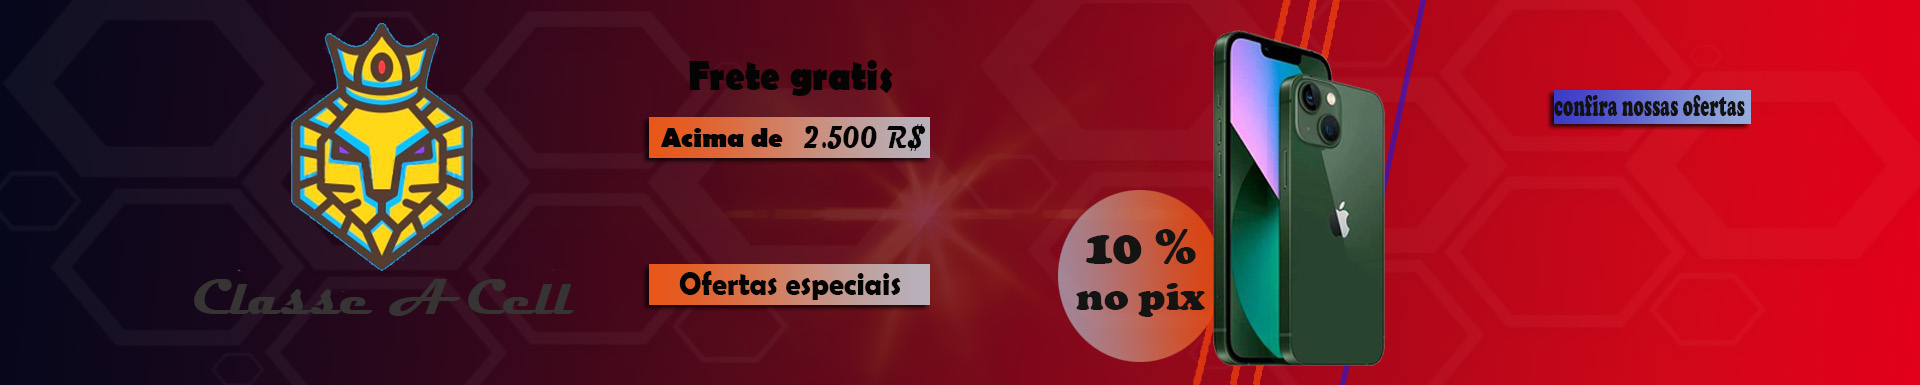 Classe A Cell
Frete gratis
Acima de 2.500 R$
Ofertas especiais
10 %
no pix
confira nossas ofertas